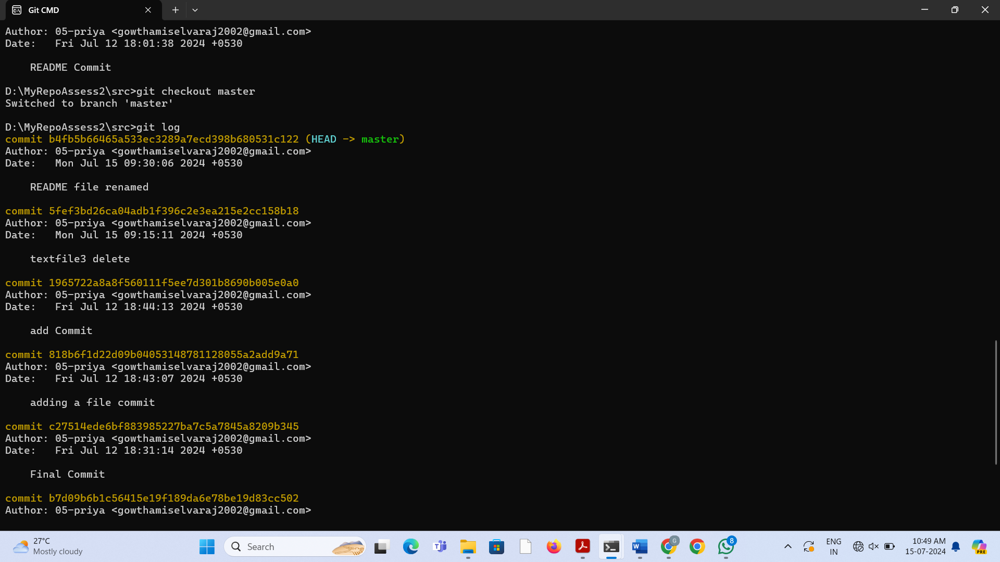 Git CMD
Author: 05-priya <gowthamiselvaraj2002@gmail.com>
Date:   Fri Jul 12 18:01:38 2024 +0530
    README Commit
D:\MyRepoAssess2\src>git checkout master
Switched to branch 'master'
D:\MyRepoAssess2\src>git log
commit b4fb5b66465a533ec3289a7ecd398b680531c122 (HEAD -> master)
Author: 05-priya <gowthamiselvaraj2002@gmail.com>
Date:   Mon Jul 15 09:30:06 2024 +0530
    README file renamed
commit 5fef3bd26ca04adb1f396c2e3ea215e2cc158b18
Author: 05-priya <gowthamiselvaraj2002@gmail.com>
Date:   Mon Jul 15 09:15:11 2024 +0530
    textfile3 delete
commit 1965722a8a8f560111f5ee7d301b8690b005e0a0
Author: 05-priya <gowthamiselvaraj2002@gmail.com>
Date:   Fri Jul 12 18:44:13 2024 +0530
    add Commit
commit 818b6f1d22d09b04053148781128055a2add9a71
Author: 05-priya <gowthamiselvaraj2002@gmail.com>
Date:   Fri Jul 12 18:43:07 2024 +0530
    adding a file commit
commit c27514ede6bf883985227ba7c5a7845a8209b345
Author: 05-priya <gowthamiselvaraj2002@gmail.com>
Date:   Fri Jul 12 18:31:14 2024 +0530
    Final Commit
commit b7d09b6b1c56415e19f189da6e78be19d83cc502
Author: 05-priya <gowthamiselvaraj2002@gmail.com>
27°C
Mostly cloudy
Search
G
8
ENG
IN
10:49 AM
15-07-2024
PRE